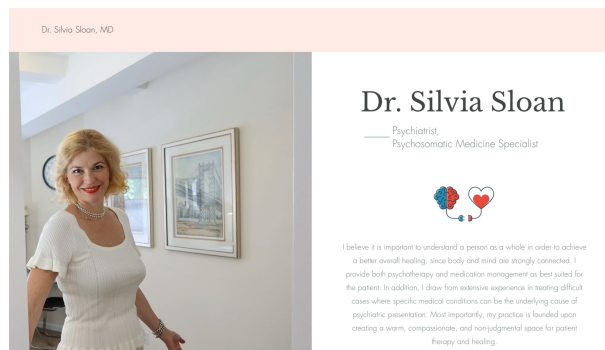 Dr. Silvia Sloan, MD
Dr. Silvia Sloan
Psychiatrist,
Psychosomatic Medicine Specialist
I believe it is important to understand a person as a whole in order to achieve
a better overall healing, since body and mind are strongly connected. I
provide both psychotherapy and medication management as best suited for
the patient. In addition, I draw from extensive experience in treating difficult
cases where specific medical conditions can be the underlying cause of
psychiatric presentation. Most importantly, my practice is founded upon
creating a warm, compassionate, and non-judgmental space for patient
therapy and healing.